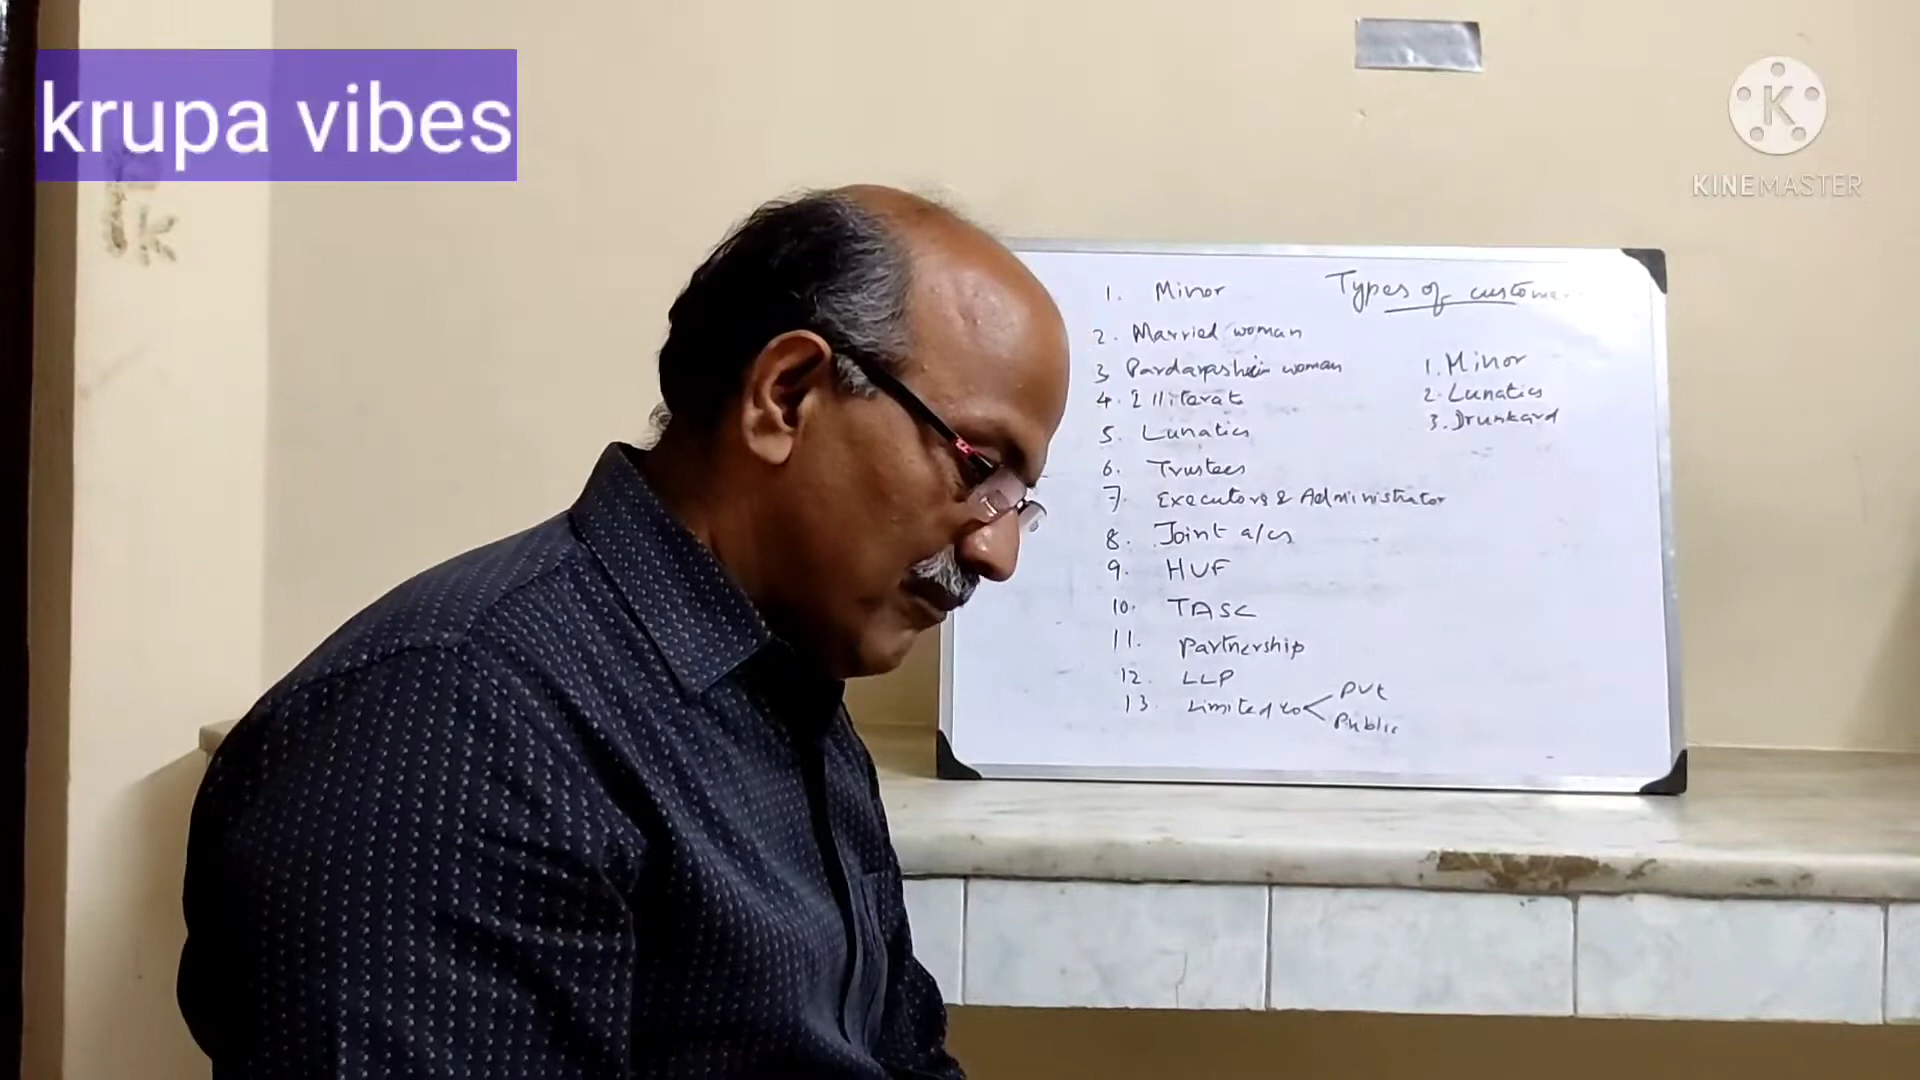 krupa vibes
KINEMASTER
Types of customer
1. Minor
2. Married woman
3 Pardanashin woman
4. Illiterate
5. Lunatics
6. Trustees
7. Executors & Administrator
8. Joint a/cs
9. HUF
10. TASC
11. Partnership
12. LLP
13. Limited co
Pvt
Public
1. Minor
2. Lunatics
3. Drunkard